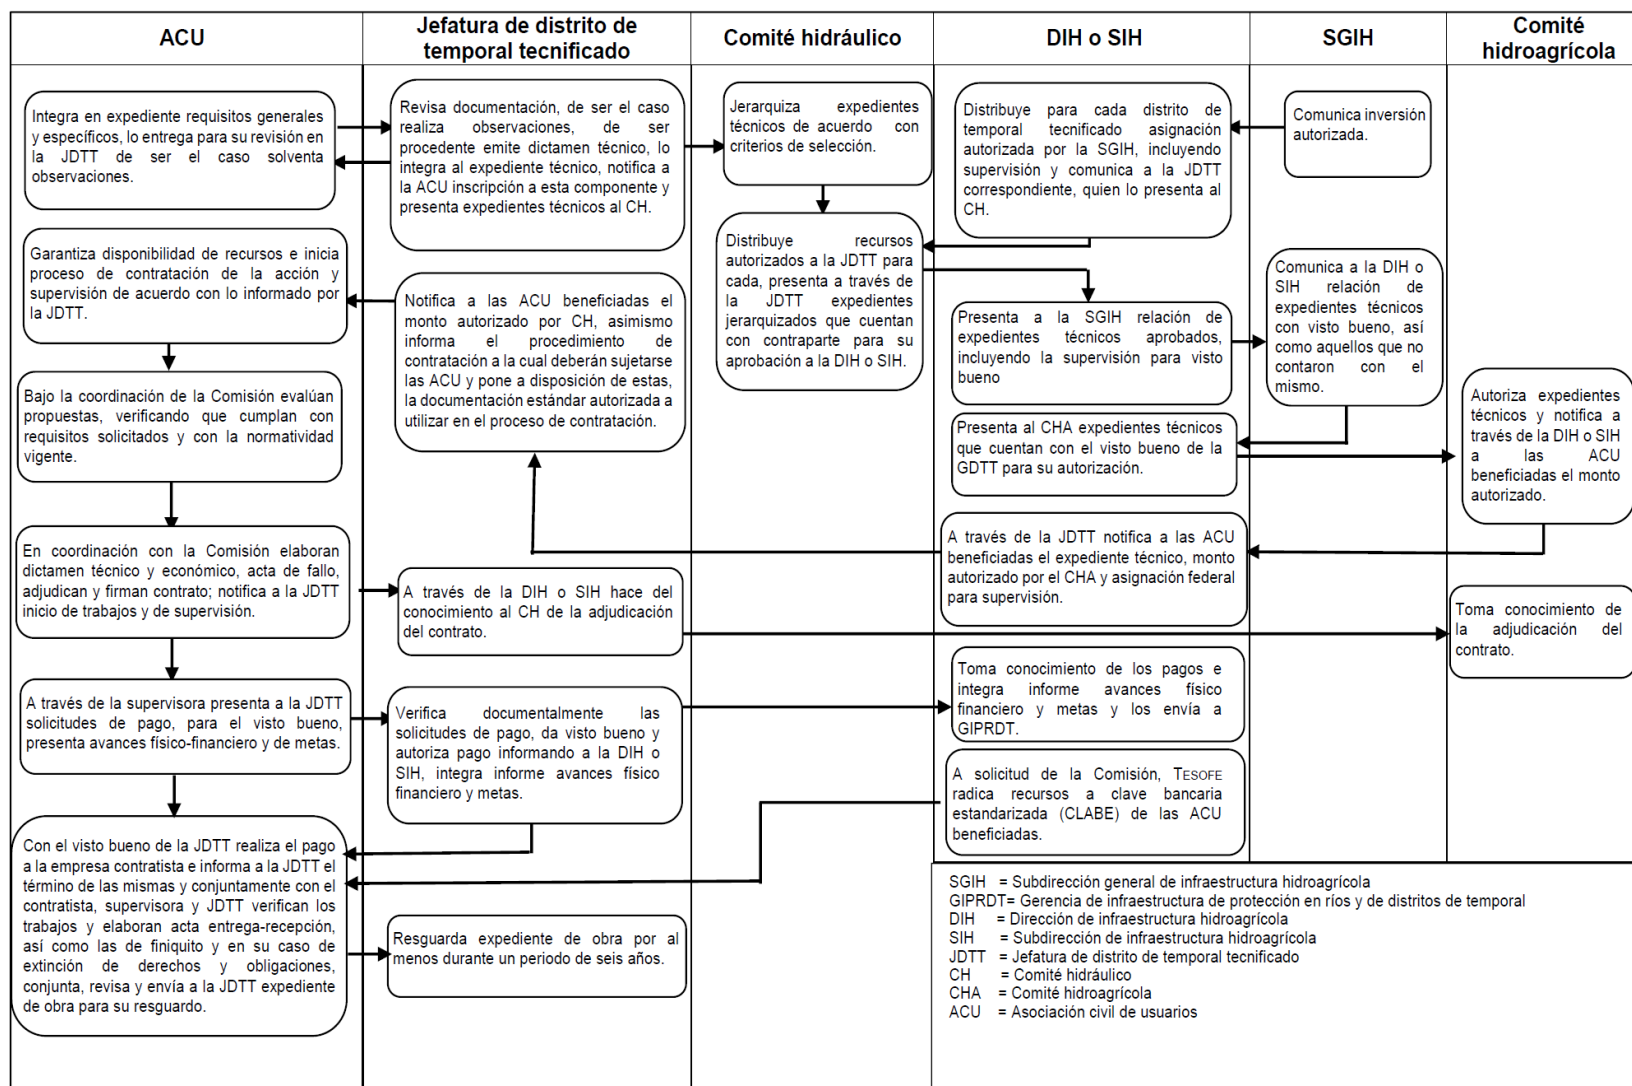 ACU
Jefatura de distrito de
temporal tecnificado
Comité hidráulico
DIH o SIH
SGIH
Comité
hidroagrícola
Integra en expediente requisitos generales
y específicos, lo entrega para su revisión en
la JDTT de ser el caso solventa
observaciones.
Revisa documentación, de ser el caso
realiza observaciones, de ser
procedente emite dictamen técnico, lo
integra al expediente técnico, notifica a
la ACU inscripción a esta componente y
presenta expedientes técnicos al CH.
Jerarquiza expedientes
técnicos de acuerdo con
criterios de selección.
Distribuye para cada distrito de
temporal tecnificado asignación
autorizada por la SGIH, incluyendo
supervisión y comunica a la JDTT
correspondiente, quien lo presenta al
CH.
Comunica inversión
autorizada.
Garantiza disponibilidad de recursos e inicia
proceso de contratación de la acción y
supervisión de acuerdo con lo informado por
la JDTT.
Notifica a las ACU beneficiadas el
monto autorizado por CH, asimismo
informa el procedimiento de
contratación a la cual deberán sujetarse
las ACU y pone a disposición de estas,
la documentación estándar autorizada a
utilizar en el proceso de contratación.
Distribuye recursos
autorizados a la JDTT para
cada, presenta a través de
la JDTT expedientes
jerarquizados que cuentan
con contraparte para su
aprobación a la DIH o SIH.
Presenta a la SGIH relación de
expedientes técnicos aprobados,
incluyendo la supervisión para visto
bueno
Comunica a la DIH o
SIH relación de
expedientes técnicos
con visto bueno, así
como aquellos que no
contaron con el
mismo.
Bajo la coordinación de la Comisión evalúan
propuestas, verificando que cumplan con
requisitos solicitados y con la normatividad
vigente.
Presenta al CHA expedientes técnicos
que cuentan con el visto bueno de la
GDTT para su autorización.
Autoriza expedientes
técnicos y notifica a
través de la DIH o SIH
a las ACU
beneficiadas el monto
autorizado.
En coordinación con la Comisión elaboran
dictamen técnico y económico, acta de fallo,
adjudican y firman contrato; notifica a la JDTT
inicio de trabajos y de supervisión.
A través de la DIH o SIH hace del
conocimiento al CH de la adjudicación
del contrato.
A través de la JDTT notifica a las ACU
beneficiadas el expediente técnico, monto
autorizado por el CHA y asignación federal
para supervisión.
Toma conocimiento de
la adjudicación del
contrato.
A través de la supervisora presenta a la JDTT
solicitudes de pago, para el visto bueno,
presenta avances físico-financiero y de metas.
Verifica documentalmente las
solicitudes de pago, da visto bueno y
autoriza pago informando a la DIH o
SIH, integra informe avances físico
financiero y metas.
Toma conocimiento de los pagos e
integra informe avances físico
financiero y metas y los envía a
GIPRDT.
A solicitud de la Comisión, TESOFE
radica recursos a clave bancaria
estandarizada (CLABE) de las ACU
beneficiadas.
Con el visto bueno de la JDTT realiza el pago
a la empresa contratista e informa a la JDTT el
término de las mismas y conjuntamente con el
contratista, supervisora y JDTT verifican los
trabajos y elaboran acta entrega-recepción,
así como las de finiquito y en su caso de
extinción de derechos y obligaciones,
conjunta, revisa y envía a la JDTT expediente
de obra para su resguardo.
Resguarda expediente de obra por al
menos durante un periodo de seis años.
SGIH = Subdirección general de infraestructura hidroagrícola
GIPRDT= Gerencia de infraestructura de protección en ríos y de distritos de temporal
DIH = Dirección de infraestructura hidroagrícola
SIH = Subdirección de infraestructura hidroagrícola
JDTT = Jefatura de distrito de temporal tecnificado
CH = Comité hidráulico
CHA = Comité hidroagrícola
ACU = Asociación civil de usuarios